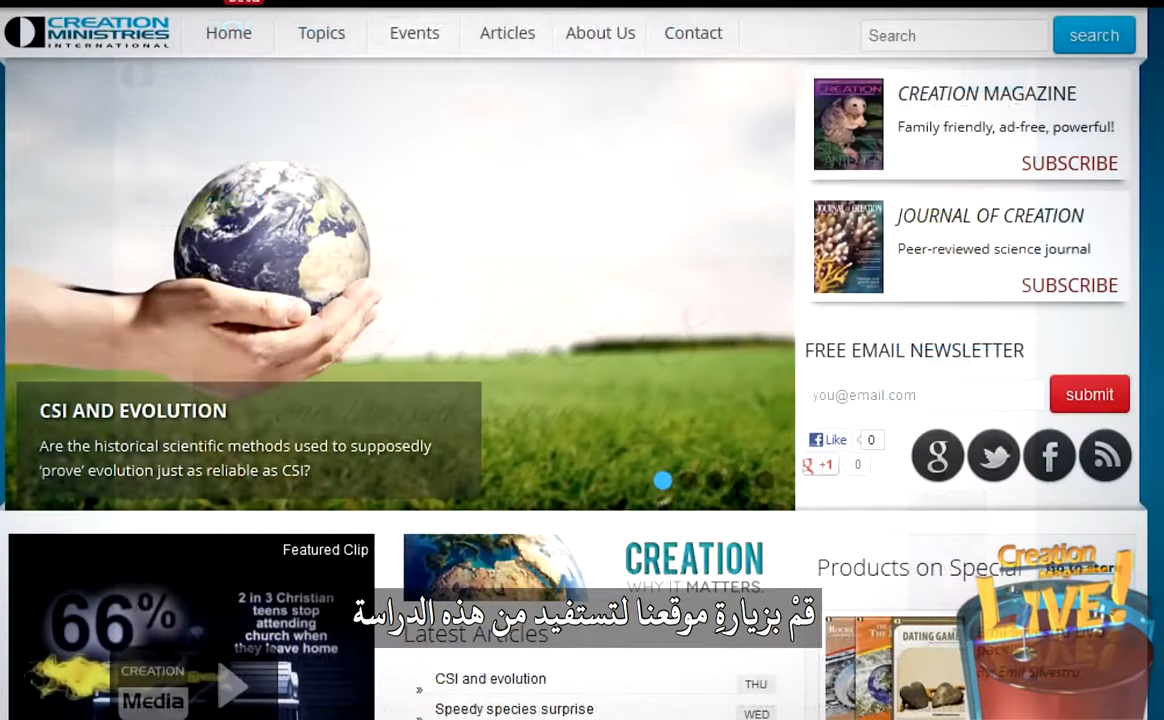 Beta
CREATION
MINISTRIES
INTERNATIONAL
Home
Topics
Events
Articles
About Us
Contact
Search
search
CREATION MAGAZINE
Family friendly, ad-free, powerful!
SUBSCRIBE
JOURNAL OF CREATION
Peer-reviewed science journal
SUBSCRIBE
FREE EMAIL NEWSLETTER
you@email.com
submit
Like
0
+1
0
CSI AND EVOLUTION
Are the historical scientific methods used to supposedly
‘prove’ evolution just as reliable as CSI?
Featured Clip
66%
2 in 3 Christian
teens stop
attending
church when
they leave home
CREATION
Media
CREATION
WHY IT MATTERS.
قمْ بزيارةِ موقعنا لتستفيد من هذه الدراسة
Latest Articles
» CSI and evolution
THU
» Speedy species surprise
WED
Products on Special
Creation
LIVE!
DATING GAME
By: Emil Silvestru